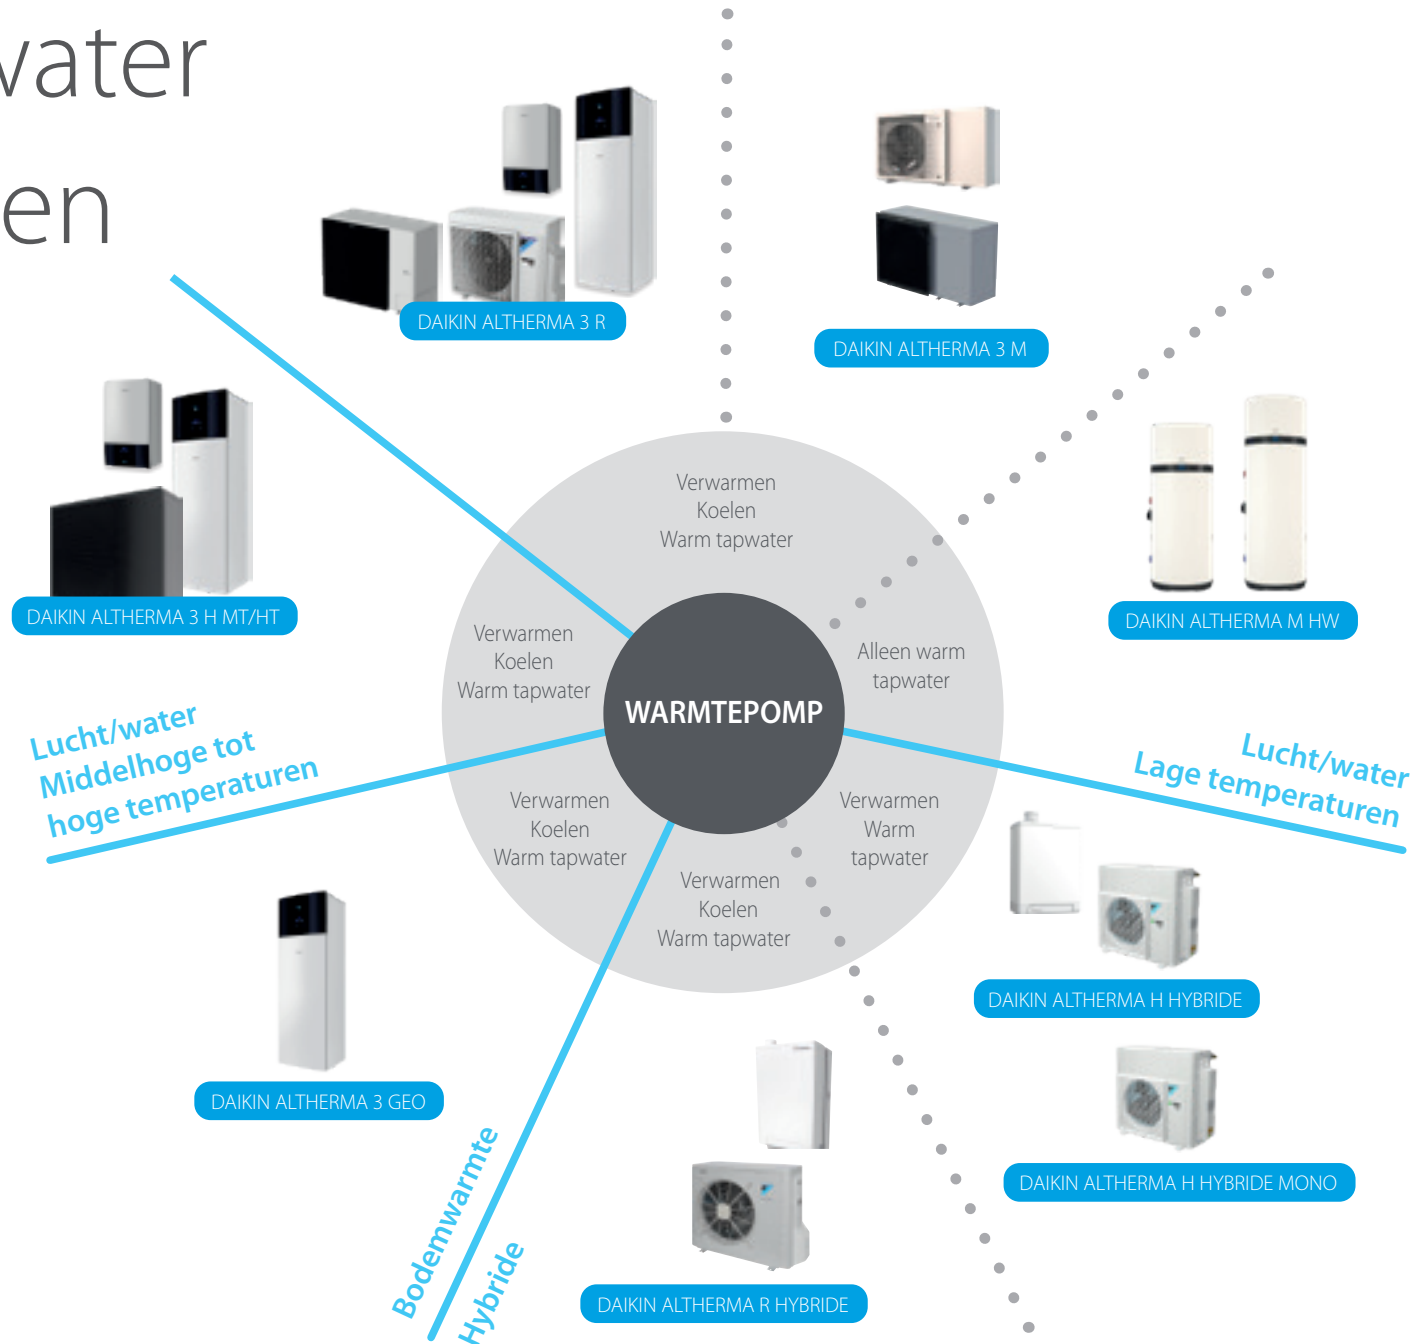 water
en
DAIKIN ALTHERMA 3 R
DAIKIN ALTHERMA 3 M
DAIKIN ALTHERMA 3 H MT/HT
DAIKIN ALTHERMA M HW
Verwarmen
Koelen
Warm tapwater
Verwarmen
Koelen
Warm tapwater
Alleen warm
tapwater
WARMTEPOMP
Lucht/water
Middelhoge tot
hoge temperaturen
Lucht/water
Lage temperaturen
Verwarmen
Koelen
Warm tapwater
Verwarmen
Warm
tapwater
Verwarmen
Koelen
Warm tapwater
DAIKIN ALTHERMA H HYBRIDE
DAIKIN ALTHERMA 3 GEO
DAIKIN ALTHERMA H HYBRIDE MONO
Bodemwarmte
Hybride
DAIKIN ALTHERMA R HYBRIDE